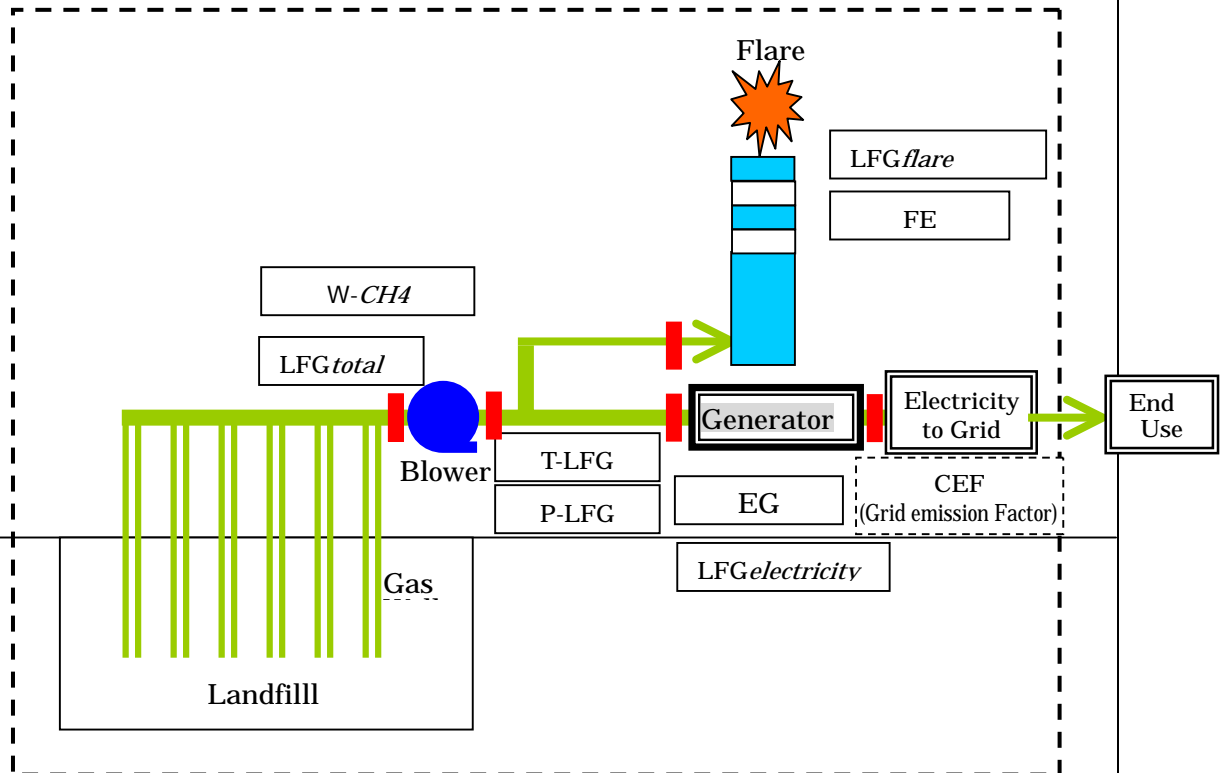 Flare
LFGflare
FE
W-CH4
LFGtotal
Blower
T-LFG
P-LFG
Generator
EG
LFGelectricity
Electricity
to Grid
CEF
(Grid emission Factor)
End
Use
Gas
Landfilll